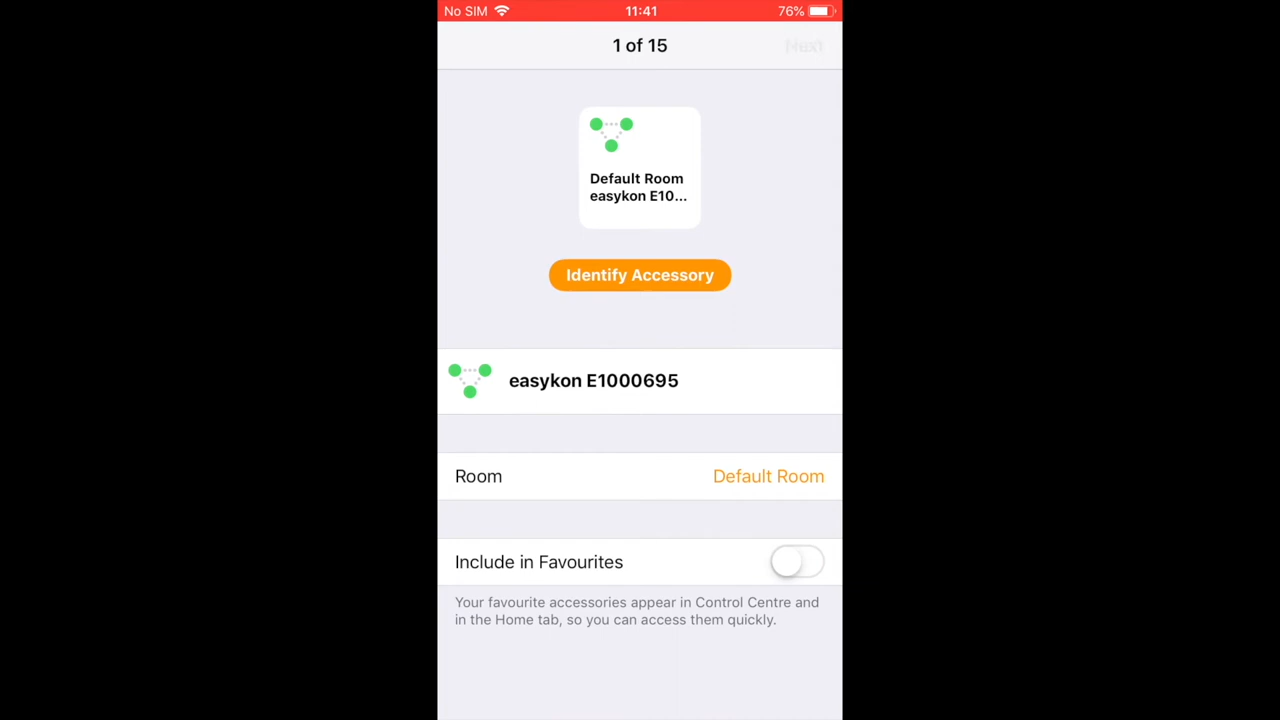 No SIM 11:41 76%
1 of 15 Next
Default Room
easykon E10...
Identify Accessory
easykon E1000695
Room Default Room
Include in Favourites
Your favourite accessories appear in Control Centre and
in the Home tab, so you can access them quickly.